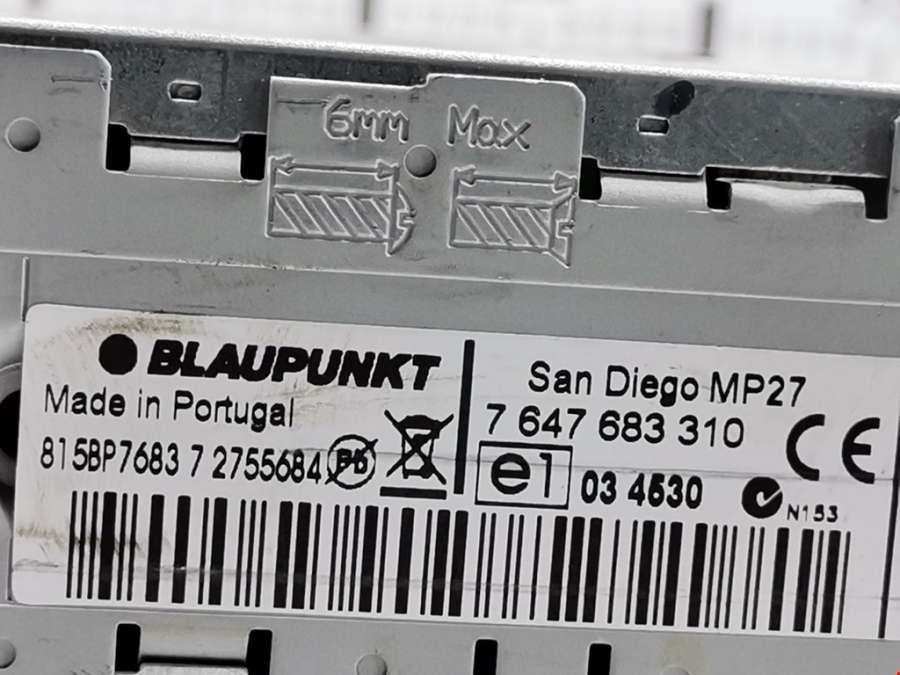 6mm Max
BLAUPUNKT
Made in Portugal
815BP7683 7 2755684 Pb
San Diego MP27
7 647 683 310
CE
e1 03 4530
N153